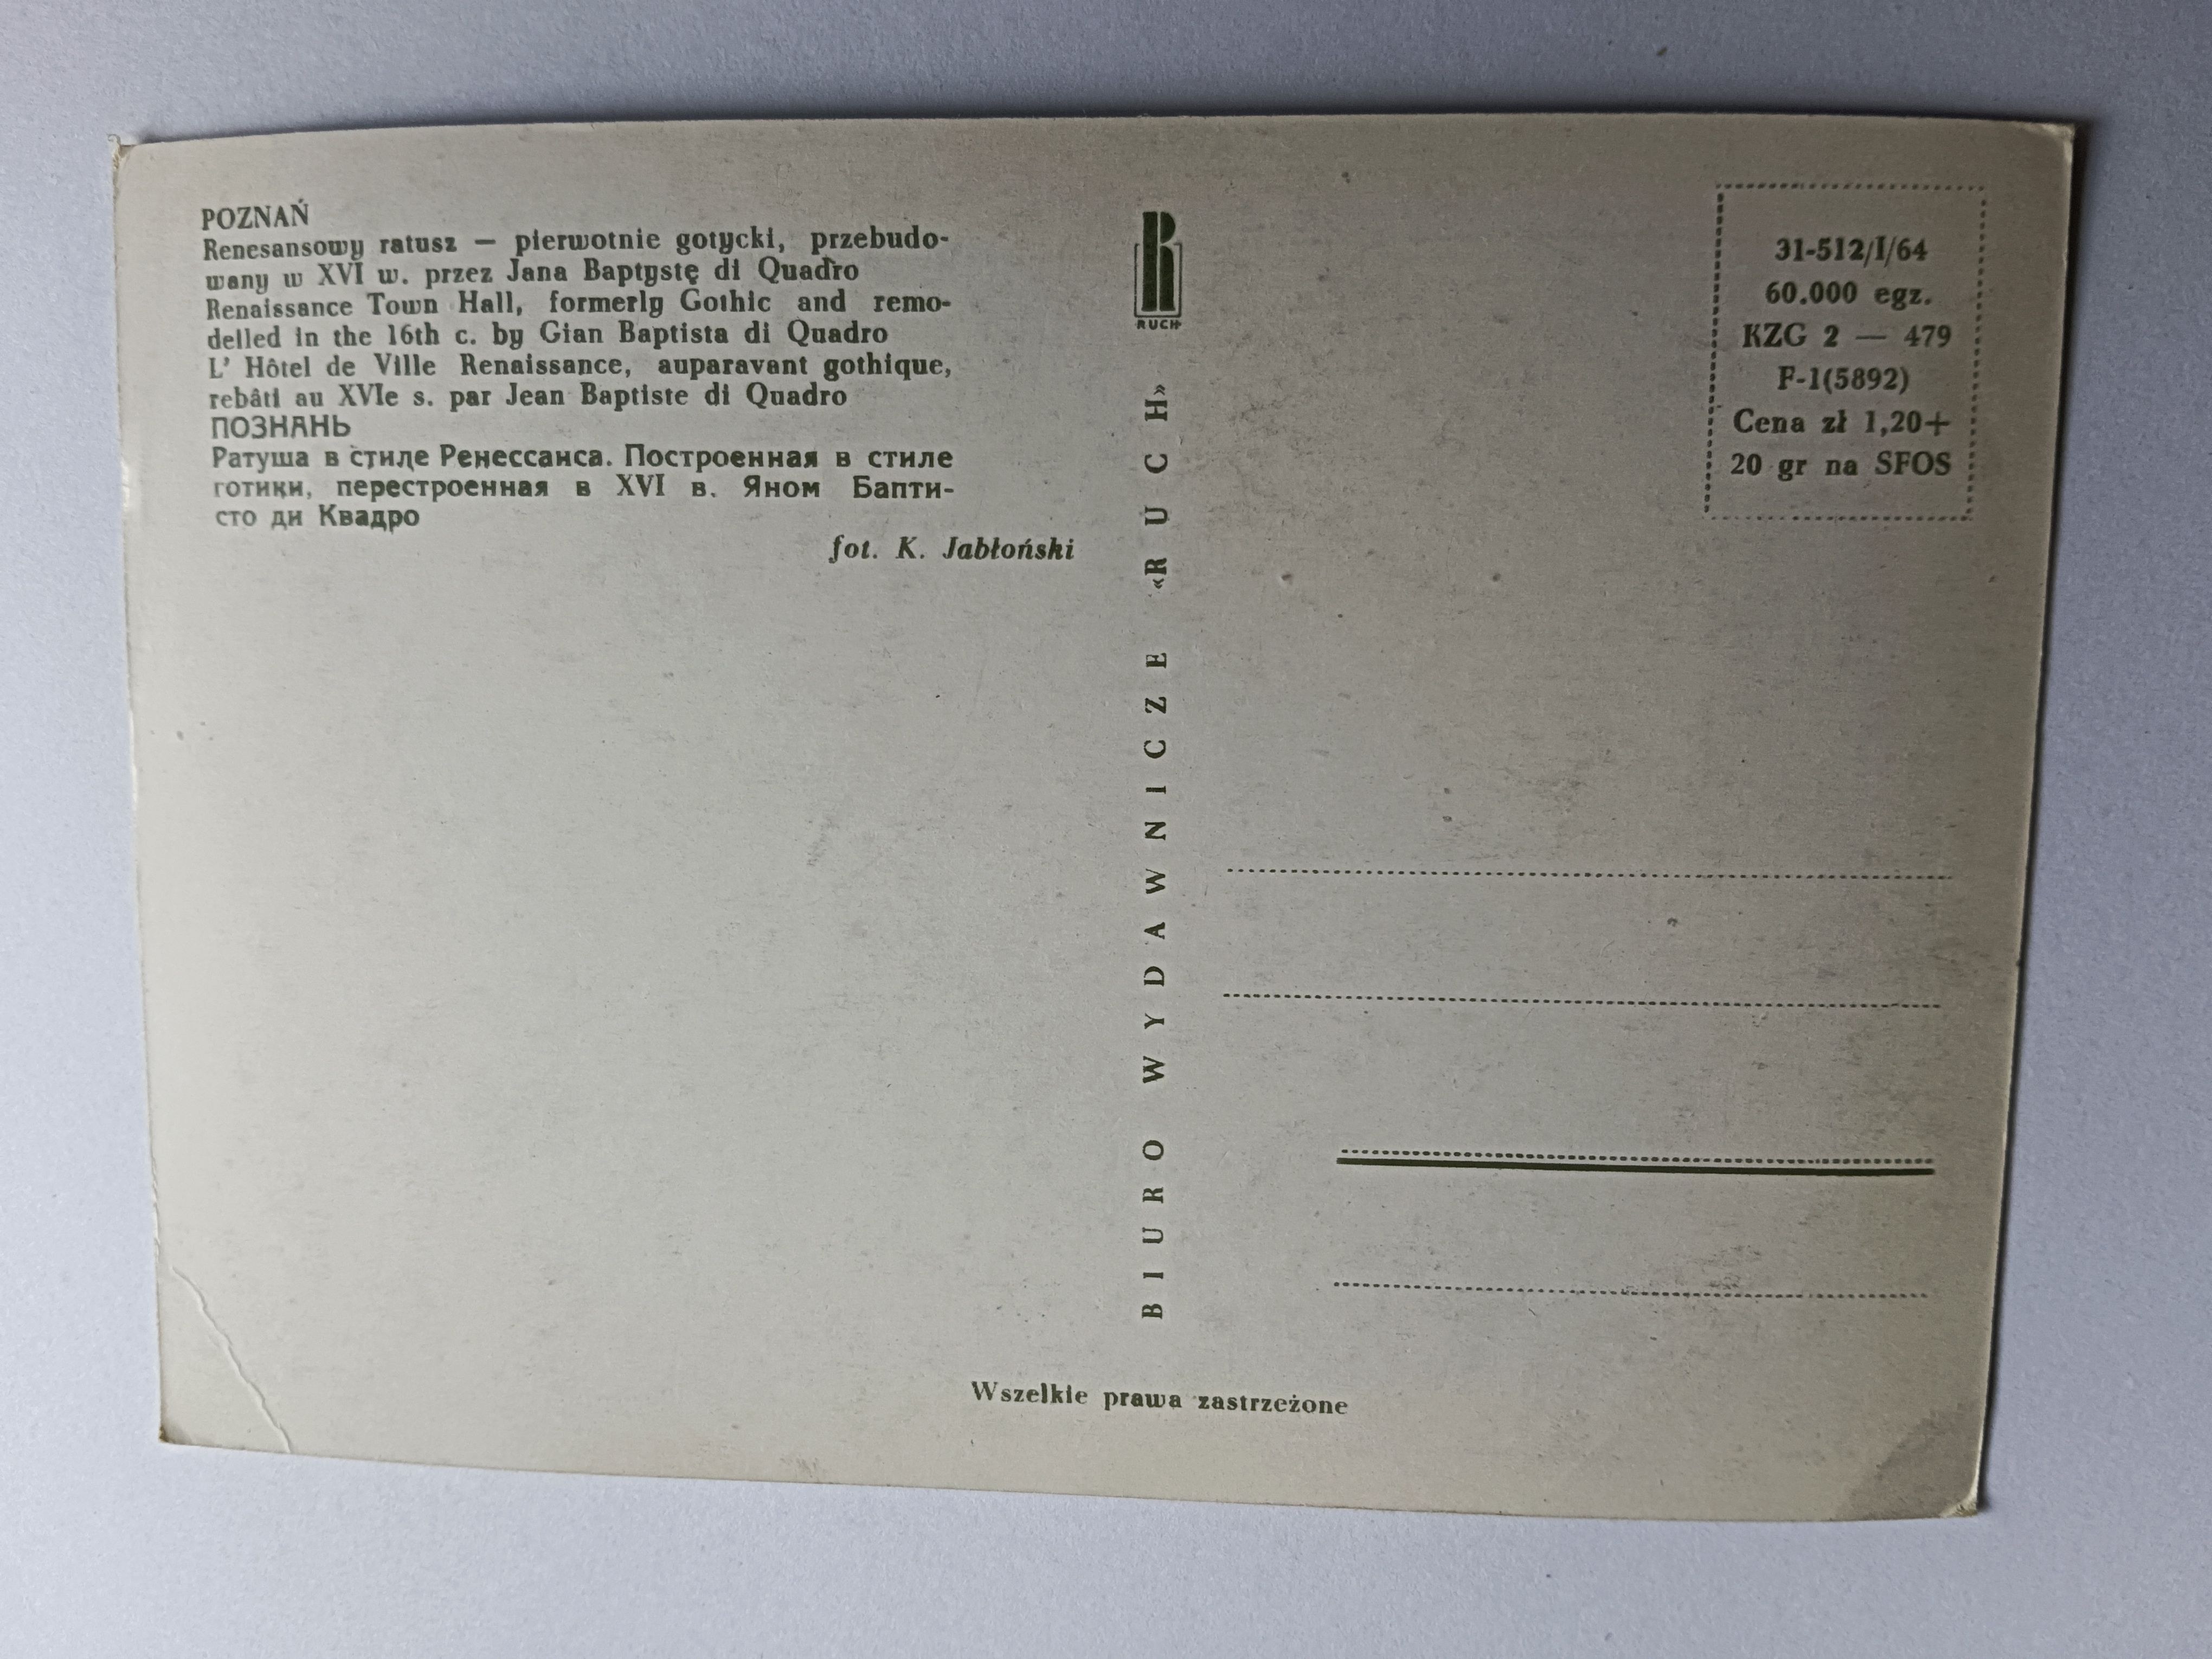 POZNAŃ
Renesansowy ratusz — pierwotnie gotycki, przebudo-
wany w XVI w. przez Jana Baptystę di Quadro
Renaissance Town Hall, formerly Gothic and remo-
delled in the 16th c. by Gian Baptista di Quadro
L' Hôtel de Ville Renaissance, auparavant gothique,
rebâti au XVIe s. par Jean Baptiste di Quadro
ПОЗНАНЬ
Ратуша в стиле Ренессанса. Построенная в стиле
готики, перестроенная в XVI в. Яном Бапти-
сто ди Квадро
fot. K. Jabłoński
R
RUCH
BIURO WYDAWNICZE «RUCH»
31-512/I/64
60.000 egz.
KZG 2 — 479
F-1(5892)
Cena zł 1,20+
20 gr na SFOS
Wszelkie prawa zastrzeżone